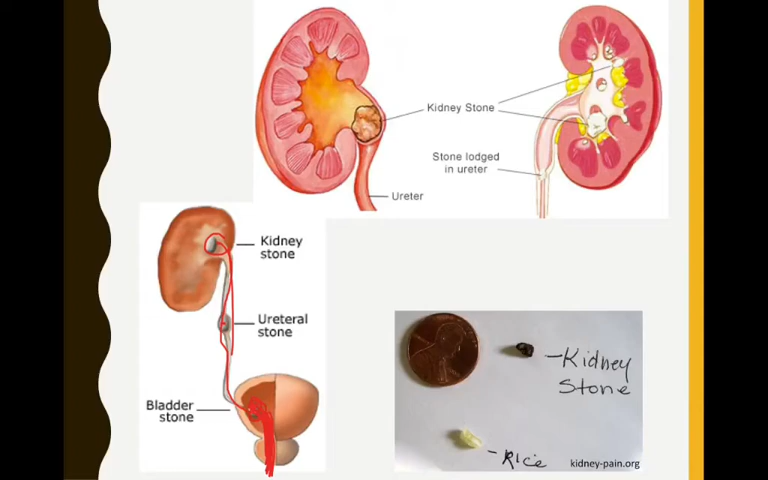 Kidney Stone
Stone lodged
in ureter
Ureter
Kidney
stone
Ureteral
stone
Bladder
stone
-Kidney
Stone
-Rice
kidney-pain.org